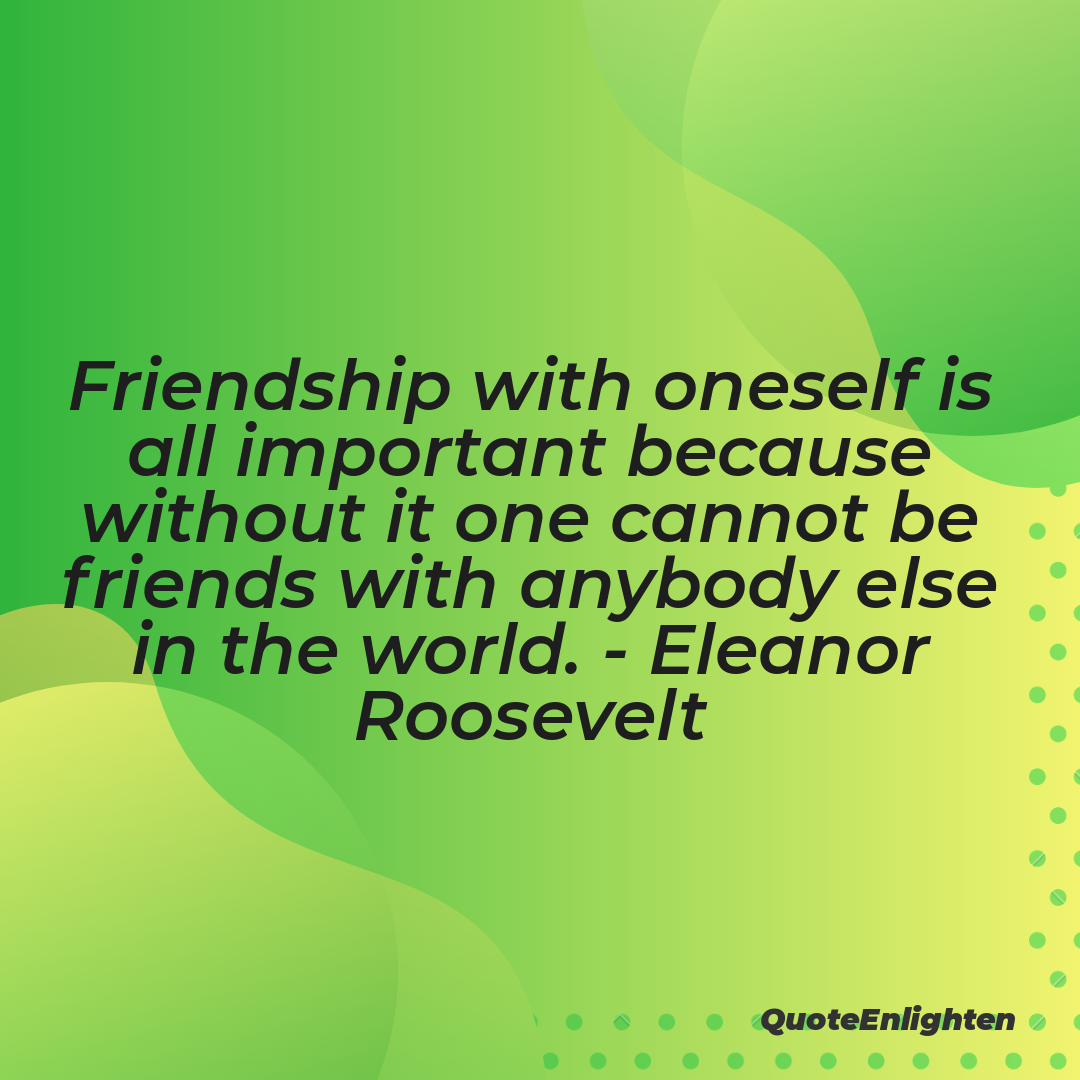 Friendship with oneself is
all important because
without it one cannot be
friends with anybody else
in the world. - Eleanor
Roosevelt
QuoteEnlighten